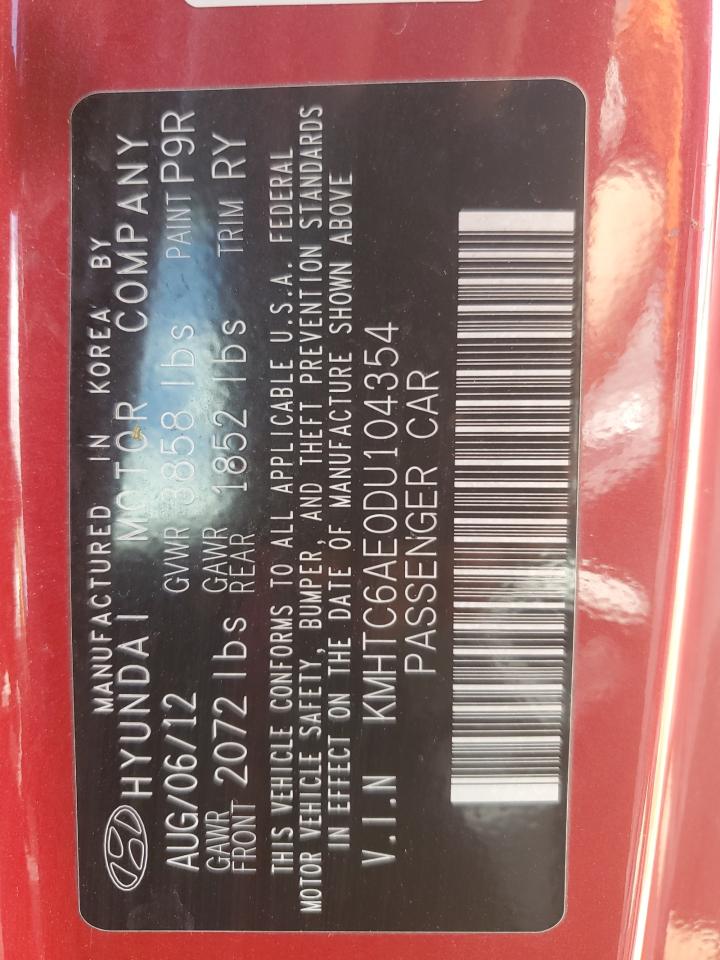 MANUFACTURED IN KOREA BY
HYUNDAI MOTOR COMPANY
AUG/06/12 GVWR 3858 lbs PAINT P9R
GAWR FRONT 2072 lbs GAWR REAR 1852 lbs TRIM RY
THIS VEHICLE CONFORMS TO ALL APPLICABLE U.S.A. FEDERAL
MOTOR VEHICLE SAFETY, BUMPER, AND THEFT PREVENTION STANDARDS
IN EFFECT ON THE DATE OF MANUFACTURE SHOWN ABOVE
V.I.N KMHTC6AE0DU104354
PASSENGER CAR